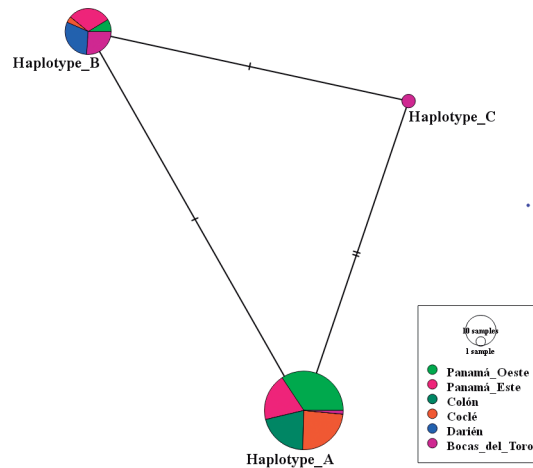 Haplotype_B
Haplotype_C
10 samples
1 sample
Panamá_Oeste
Panamá_Este
Colón
Coclé
Darién
Bocas_del_Toro
Haplotype_A